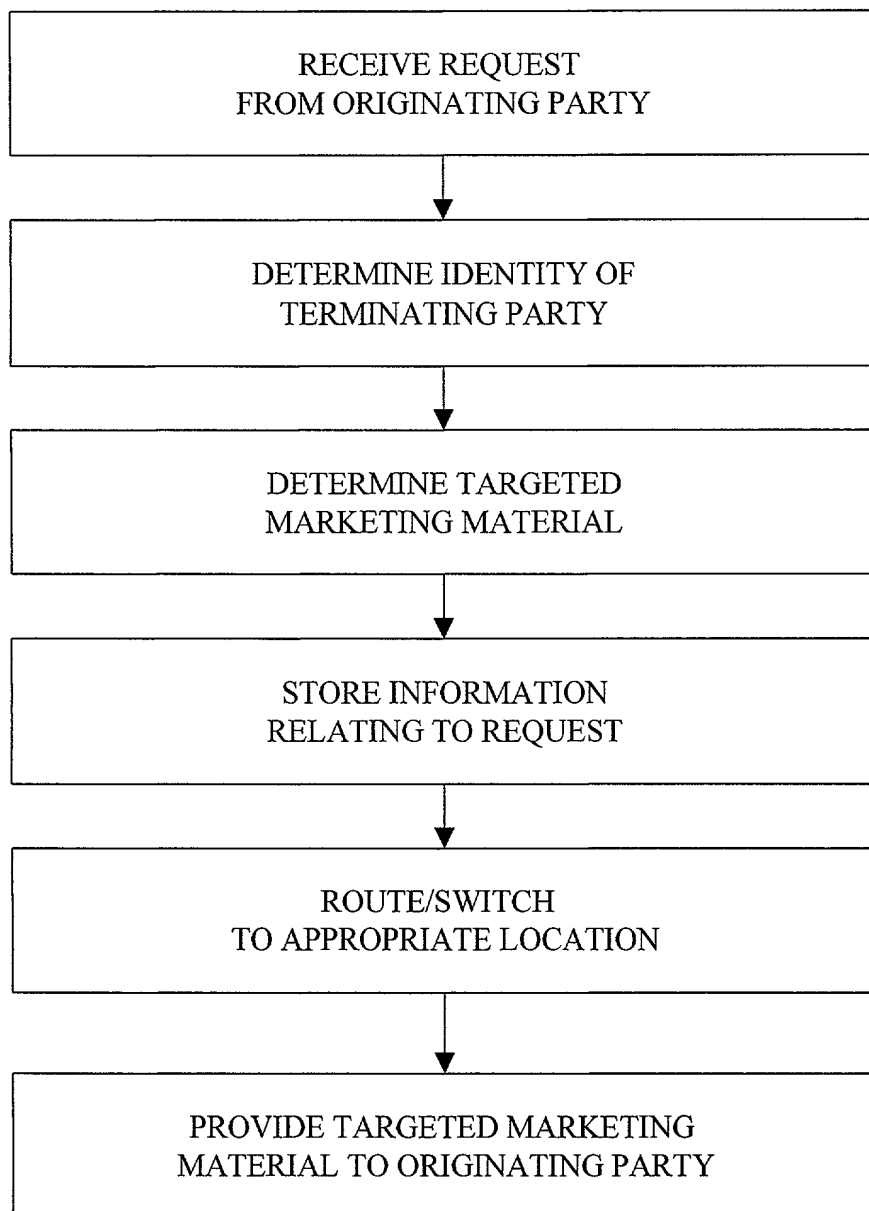 RECEIVE REQUEST
FROM ORIGINATING PARTY
DETERMINE IDENTITY OF
TERMINATING PARTY
DETERMINE TARGETED
MARKETING MATERIAL
STORE INFORMATION
RELATING TO REQUEST
ROUTE/SWITCH
TO APPROPRIATE LOCATION
PROVIDE TARGETED MARKETING
MATERIAL TO ORIGINATING PARTY